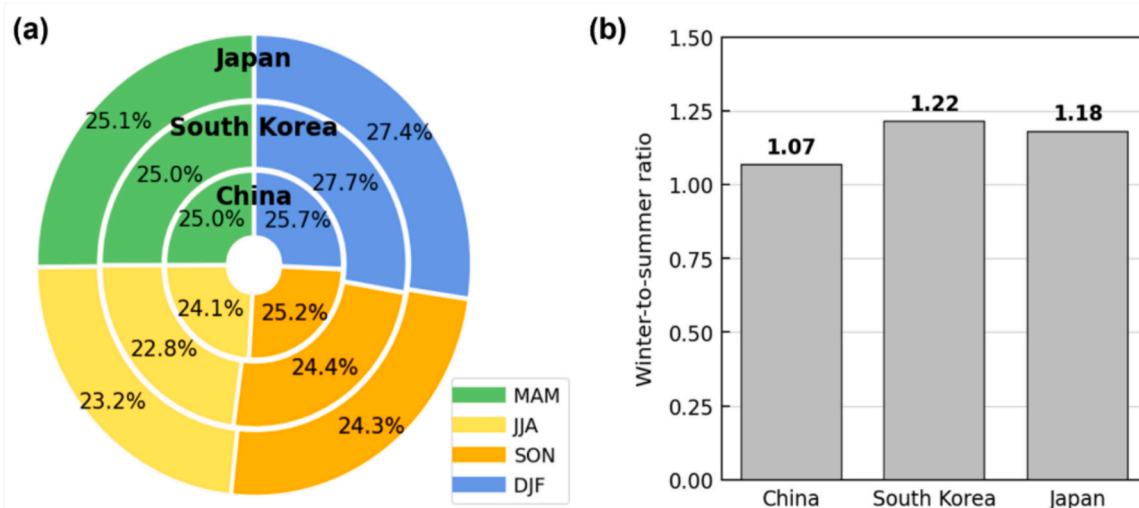 (a)
Japan
25.1%
27.4%
South Korea
25.0%
27.7%
China
25.0%
25.7%
24.1%
25.2%
22.8%
24.4%
23.2%
24.3%
MAM
JJA
SON
DJF
(b)
Winter-to-summer ratio
1.50
1.25
1.00
0.75
0.50
0.25
0.00
1.07
1.22
1.18
China
South Korea
Japan